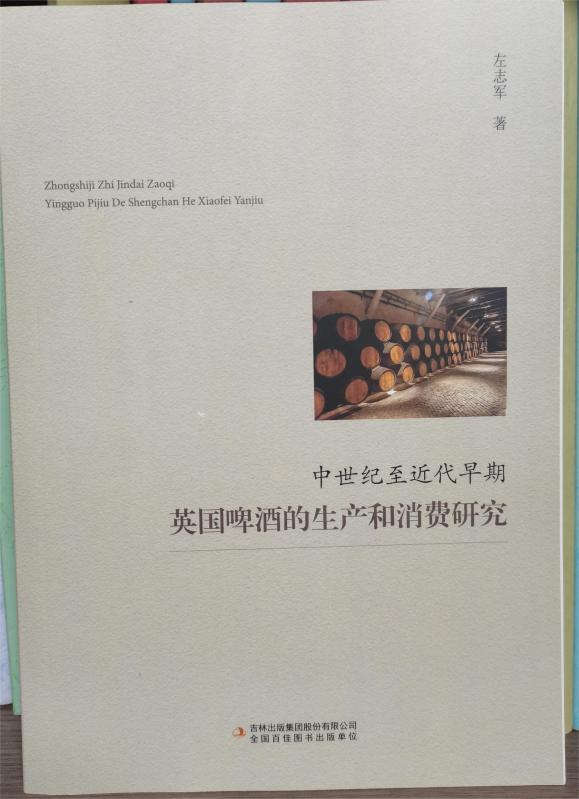 左志军 著
Zhongshiji Zhi Jindai Zaoqi
Yingguo Pijiu De Shengchan He Xiaofei Yanjiu
中世纪至近代早期
英国啤酒的生产和消费研究
吉林出版集团股份有限公司
全国百佳图书出版单位